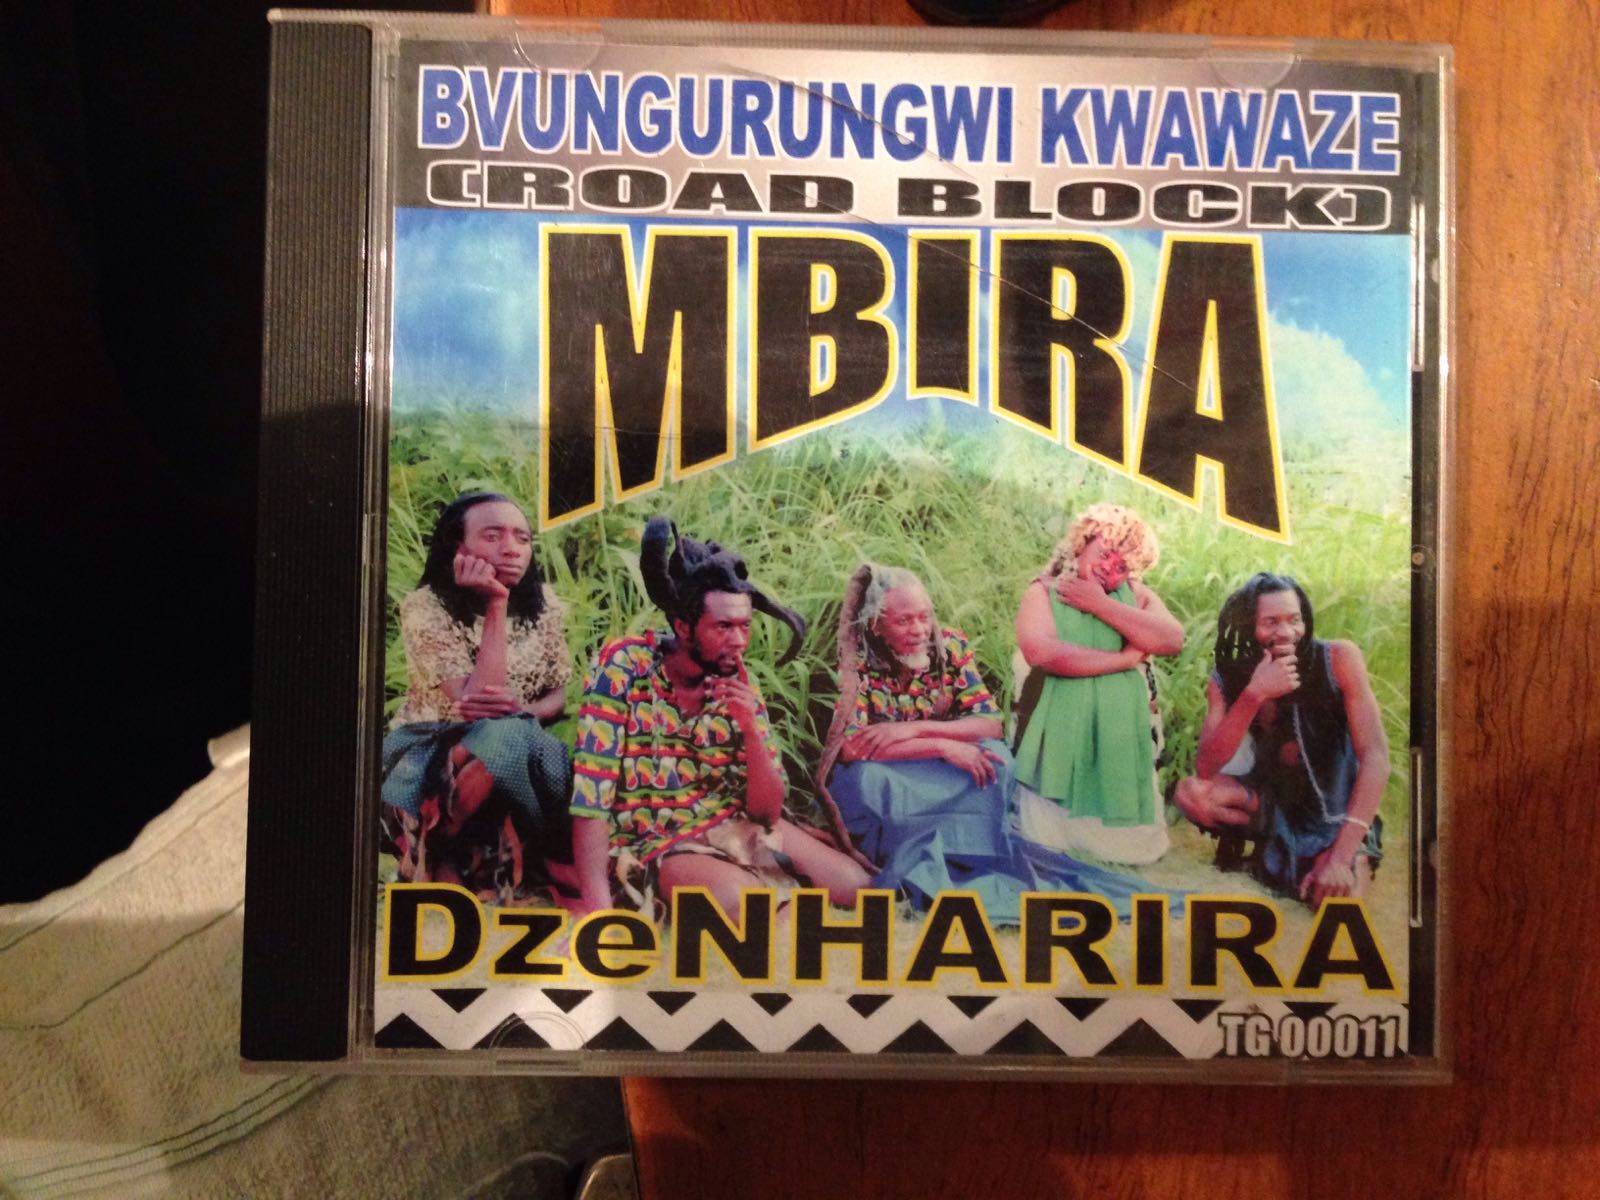 BVUNGURUNGWI KWAWAZE
(ROAD BLOCK)
MBIRA
DzeNHARIRA
TG 00011